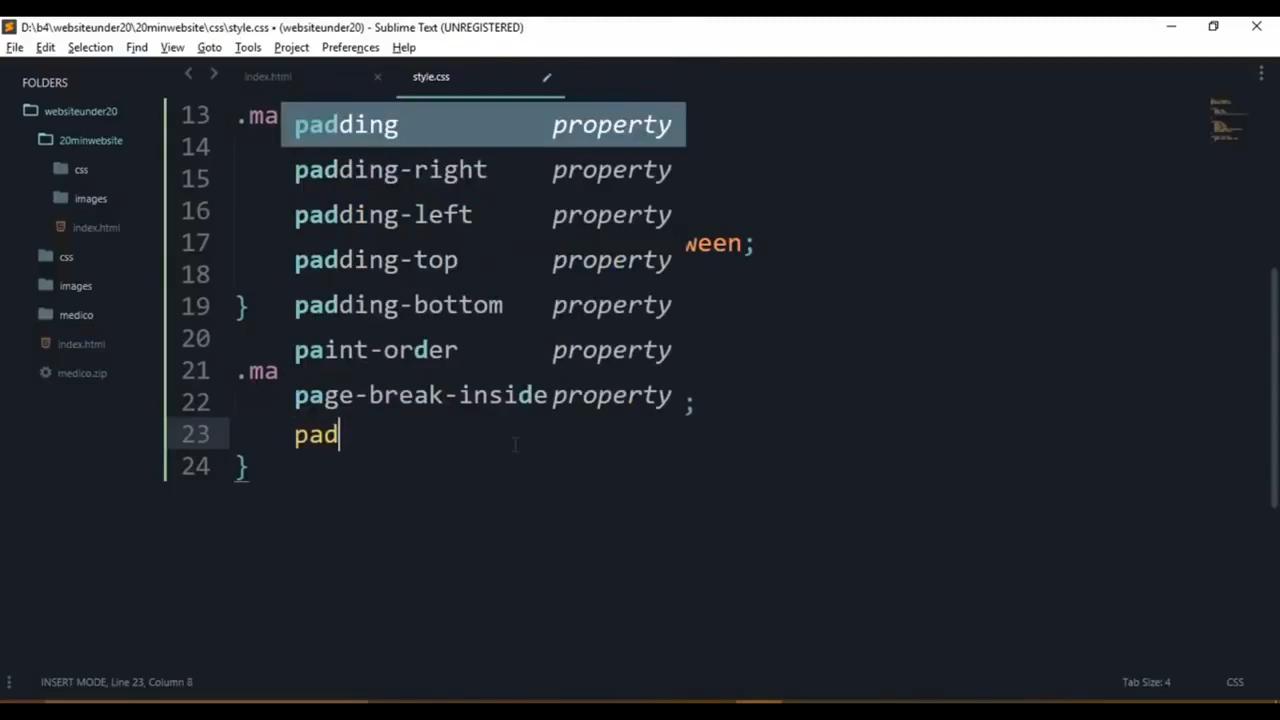 D:\b4\websiteunder20\20minwebsite\css\style.css • (websiteunder20) - Sublime Text (UNREGISTERED)
File Edit Selection Find View Goto Tools Project Preferences Help
FOLDERS
websiteunder20
20minwebsite
css
images
index.html
css
images
medico
index.html
medico.zip
index.html
style.css
13 .ma
14
15
16
17 ween;
18
19 }
20
21 .ma
22 ;
23 pad
24 }
padding property
padding-right property
padding-left property
padding-top property
padding-bottom property
paint-order property
page-break-inside property
INSERT MODE, Line 23, Column 8
Tab Size: 4
CSS